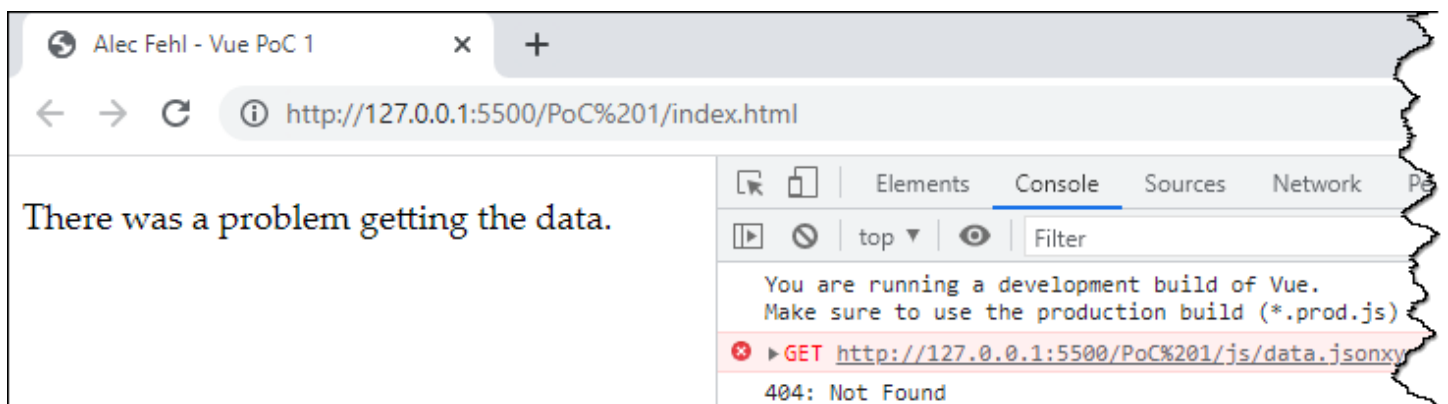 Alec Fehl - Vue PoC 1
http://127.0.0.1:5500/PoC%201/index.html
There was a problem getting the data.
Elements Console Sources Network
top Filter
You are running a development build of Vue.
Make sure to use the production build (*.prod.js)
GET http://127.0.0.1:5500/PoC%201/js/data.jsonxy
404: Not Found